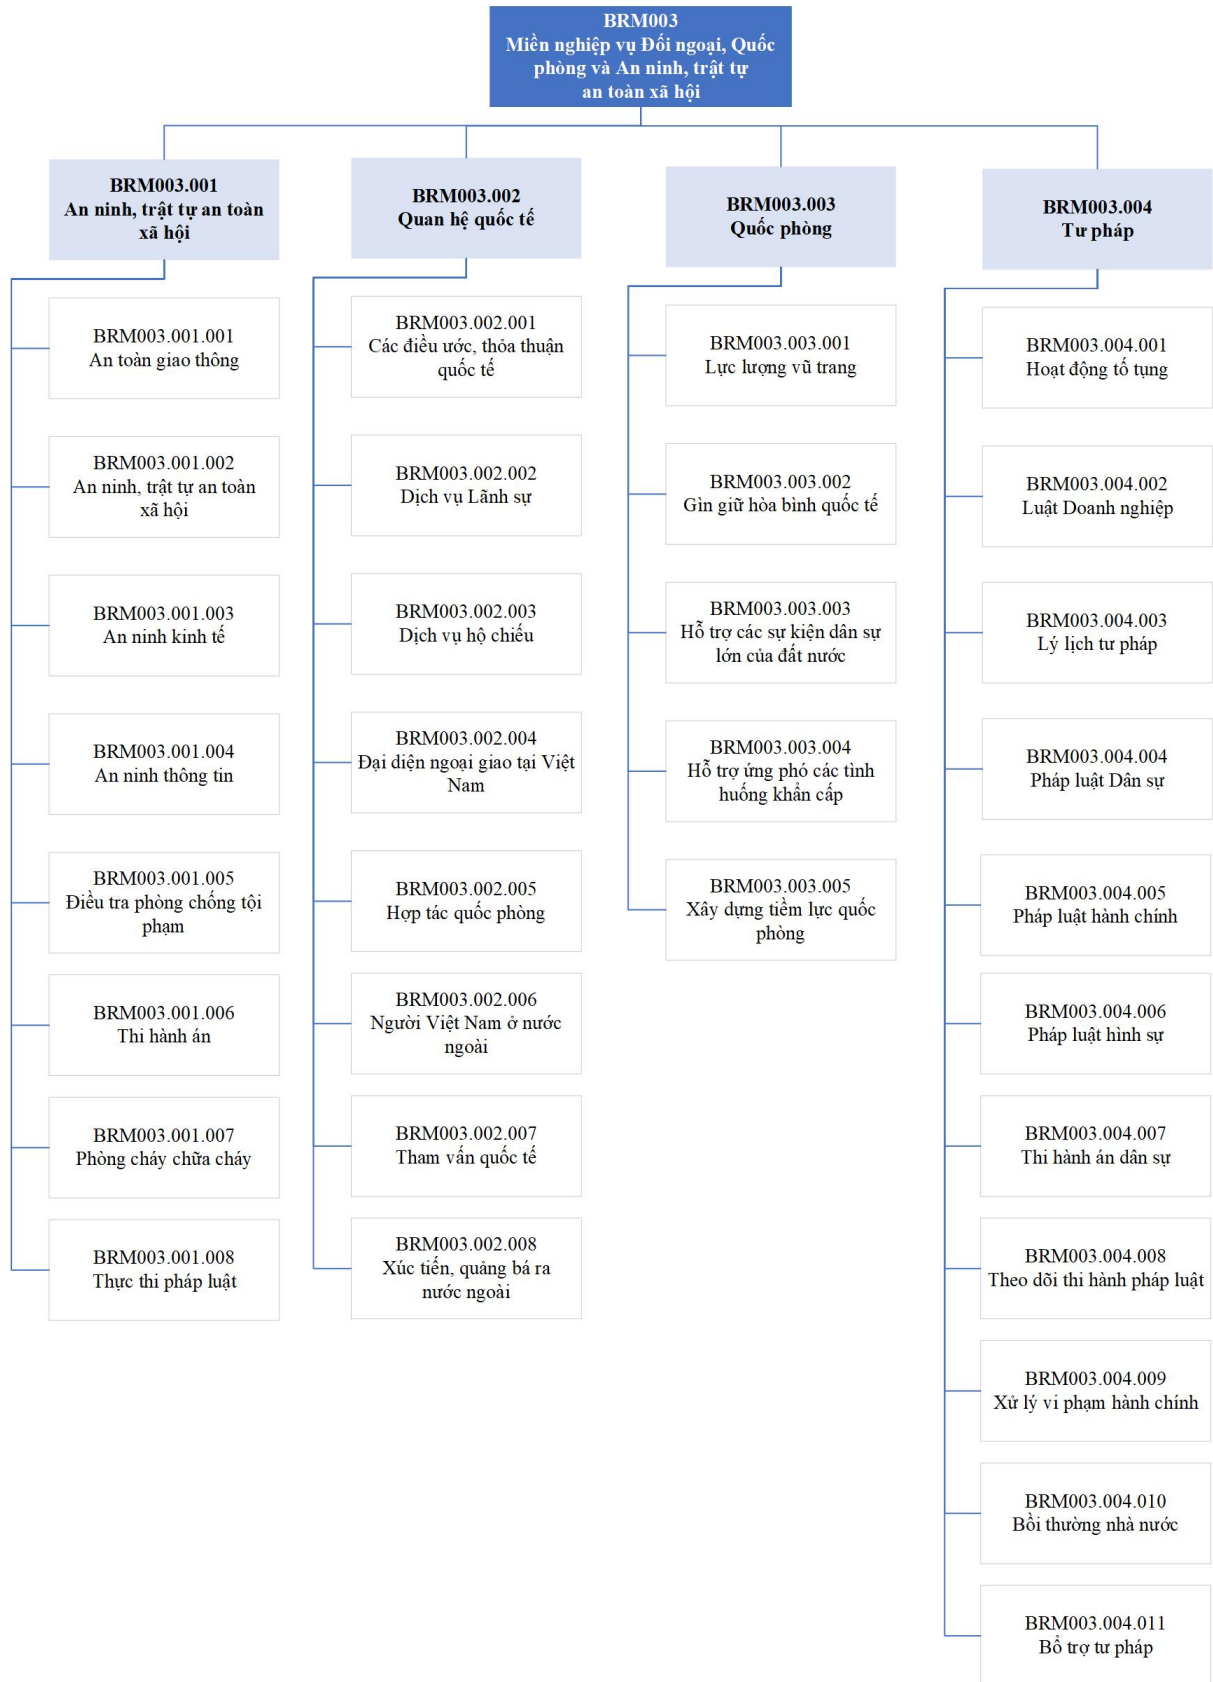 BRM003
Miền nghiệp vụ Đối ngoại, Quốc
phòng và An ninh, trật tự
an toàn xã hội
BRM003.001
An ninh, trật tự an toàn
xã hội
BRM003.001.001
An toàn giao thông
BRM003.001.002
An ninh, trật tự an toàn
xã hội
BRM003.001.003
An ninh kinh tế
BRM003.001.004
An ninh thông tin
BRM003.001.005
Điều tra phòng chống tội
phạm
BRM003.001.006
Thi hành án
BRM003.001.007
Phòng cháy chữa cháy
BRM003.001.008
Thực thi pháp luật
BRM003.002
Quan hệ quốc tế
BRM003.002.001
Các điều ước, thỏa thuận
quốc tế
BRM003.002.002
Dịch vụ Lãnh sự
BRM003.002.003
Dịch vụ hộ chiếu
BRM003.002.004
Đại diện ngoại giao tại Việt
Nam
BRM003.002.005
Hợp tác quốc phòng
BRM003.002.006
Người Việt Nam ở nước
ngoài
BRM003.002.007
Tham vấn quốc tế
BRM003.002.008
Xúc tiến, quảng bá ra
nước ngoài
BRM003.003
Quốc phòng
BRM003.003.001
Lực lượng vũ trang
BRM003.003.002
Gìn giữ hòa bình quốc tế
BRM003.003.003
Hỗ trợ các sự kiện dân sự
lớn của đất nước
BRM003.003.004
Hỗ trợ ứng phó các tình
huống khẩn cấp
BRM003.003.005
Xây dựng tiềm lực quốc
phòng
BRM003.004
Tư pháp
BRM003.004.001
Hoạt động tố tụng
BRM003.004.002
Luật Doanh nghiệp
BRM003.004.003
Lý lịch tư pháp
BRM003.004.004
Pháp luật Dân sự
BRM003.004.005
Pháp luật hành chính
BRM003.004.006
Pháp luật hình sự
BRM003.004.007
Thi hành án dân sự
BRM003.004.008
Theo dõi thi hành pháp luật
BRM003.004.009
Xử lý vi phạm hành chính
BRM003.004.010
Bồi thường nhà nước
BRM003.004.011
Bổ trợ tư pháp